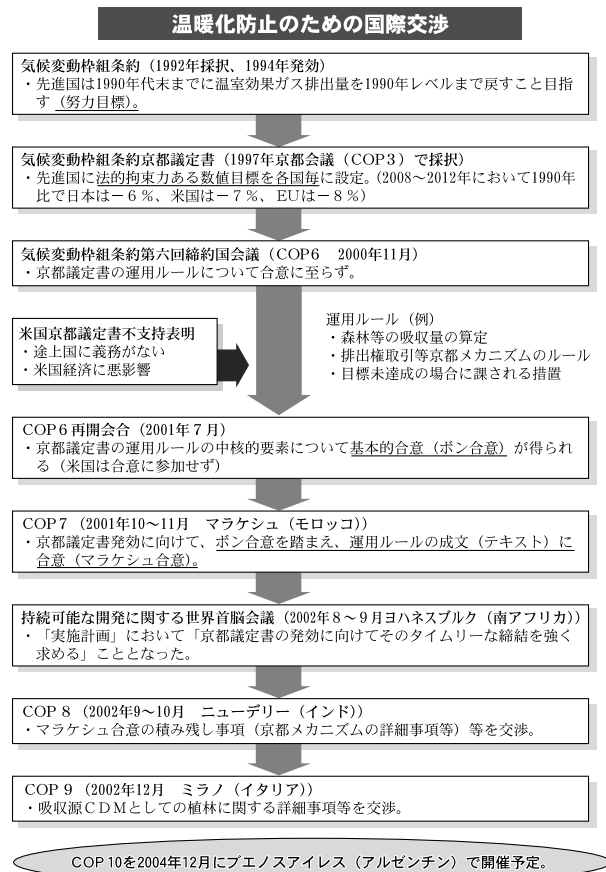 温暖化防止のための国際交渉
気候変動枠組条約（1992年採択、1994年発効）
・先進国は1990年代末までに温室効果ガス排出量を1990年レベルまで戻すこと目指
す（努力目標）。
気候変動枠組条約京都議定書（1997年京都会議（COP３）で採択）
・先進国に法的拘束力ある数値目標を各国毎に設定。（2008～2012年において1990年
比で日本は－６％、米国は－７％、EUは－８％）
気候変動枠組条約第六回締約国会議（COP６　2000年11月）
・京都議定書の運用ルールについて合意に至らず。
米国京都議定書不支持表明
・途上国に義務がない
・米国経済に悪影響
運用ルール（例）
・森林等の吸収量の算定
・排出権取引等京都メカニズムのルール
・目標未達成の場合に課される措置
COP６再開会合（2001年７月）
・京都議定書の運用ルールの中核的要素について基本的合意（ボン合意）が得られ
る（米国は合意に参加せず）
COP７（2001年10～11月　マラケシュ（モロッコ））
・京都議定書発効に向けて、ボン合意を踏まえ、運用ルールの成文（テキスト）に
合意（マラケシュ合意）。
持続可能な開発に関する世界首脳会議（2002年８～９月ヨハネスブルク（南アフリカ））
・「実施計画」において「京都議定書の発効に向けてそのタイムリーな締結を強く
求める」こととなった。
COP８（2002年9～10月　ニューデリー（インド））
・マラケシュ合意の積み残し事項（京都メカニズムの詳細事項等）等を交渉。
COP９（2002年12月　ミラノ（イタリア））
・吸収源ＣＤＭとしての植林に関する詳細事項等を交渉。
COP10を2004年12月にブエノスアイレス（アルゼンチン）で開催予定。